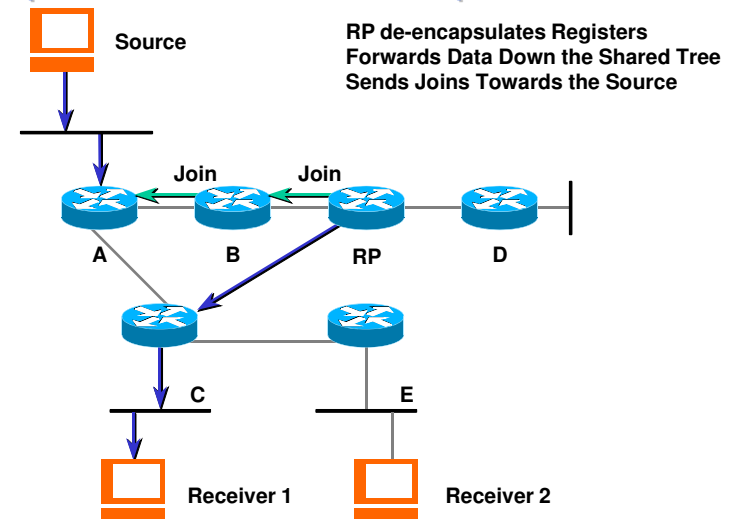 Source
RP de-encapsulates Registers
Forwards Data Down the Shared Tree
Sends Joins Towards the Source
Join Join
A B RP D
C E
Receiver 1 Receiver 2